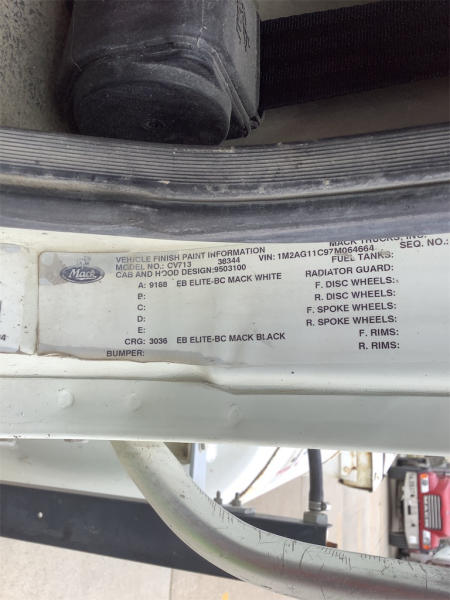 MACK TRUCKS, INC.
Mack
VEHICLE FINISH PAINT INFORMATION VIN: 1M2AG11C97M064664 SEQ. NO.:
MODEL NO.: CV713 38344 FUEL TANKS:
CAB AND HOOD DESIGN: 9503100 RADIATOR GUARD:
A: 9188 EB ELITE-BC MACK WHITE F. DISC WHEELS:
B: R. DISC WHEELS:
C: F. SPOKE WHEELS:
D: R. SPOKE WHEELS:
E: F. RIMS:
CRG: 3036 EB ELITE-BC MACK BLACK R. RIMS:
BUMPER: